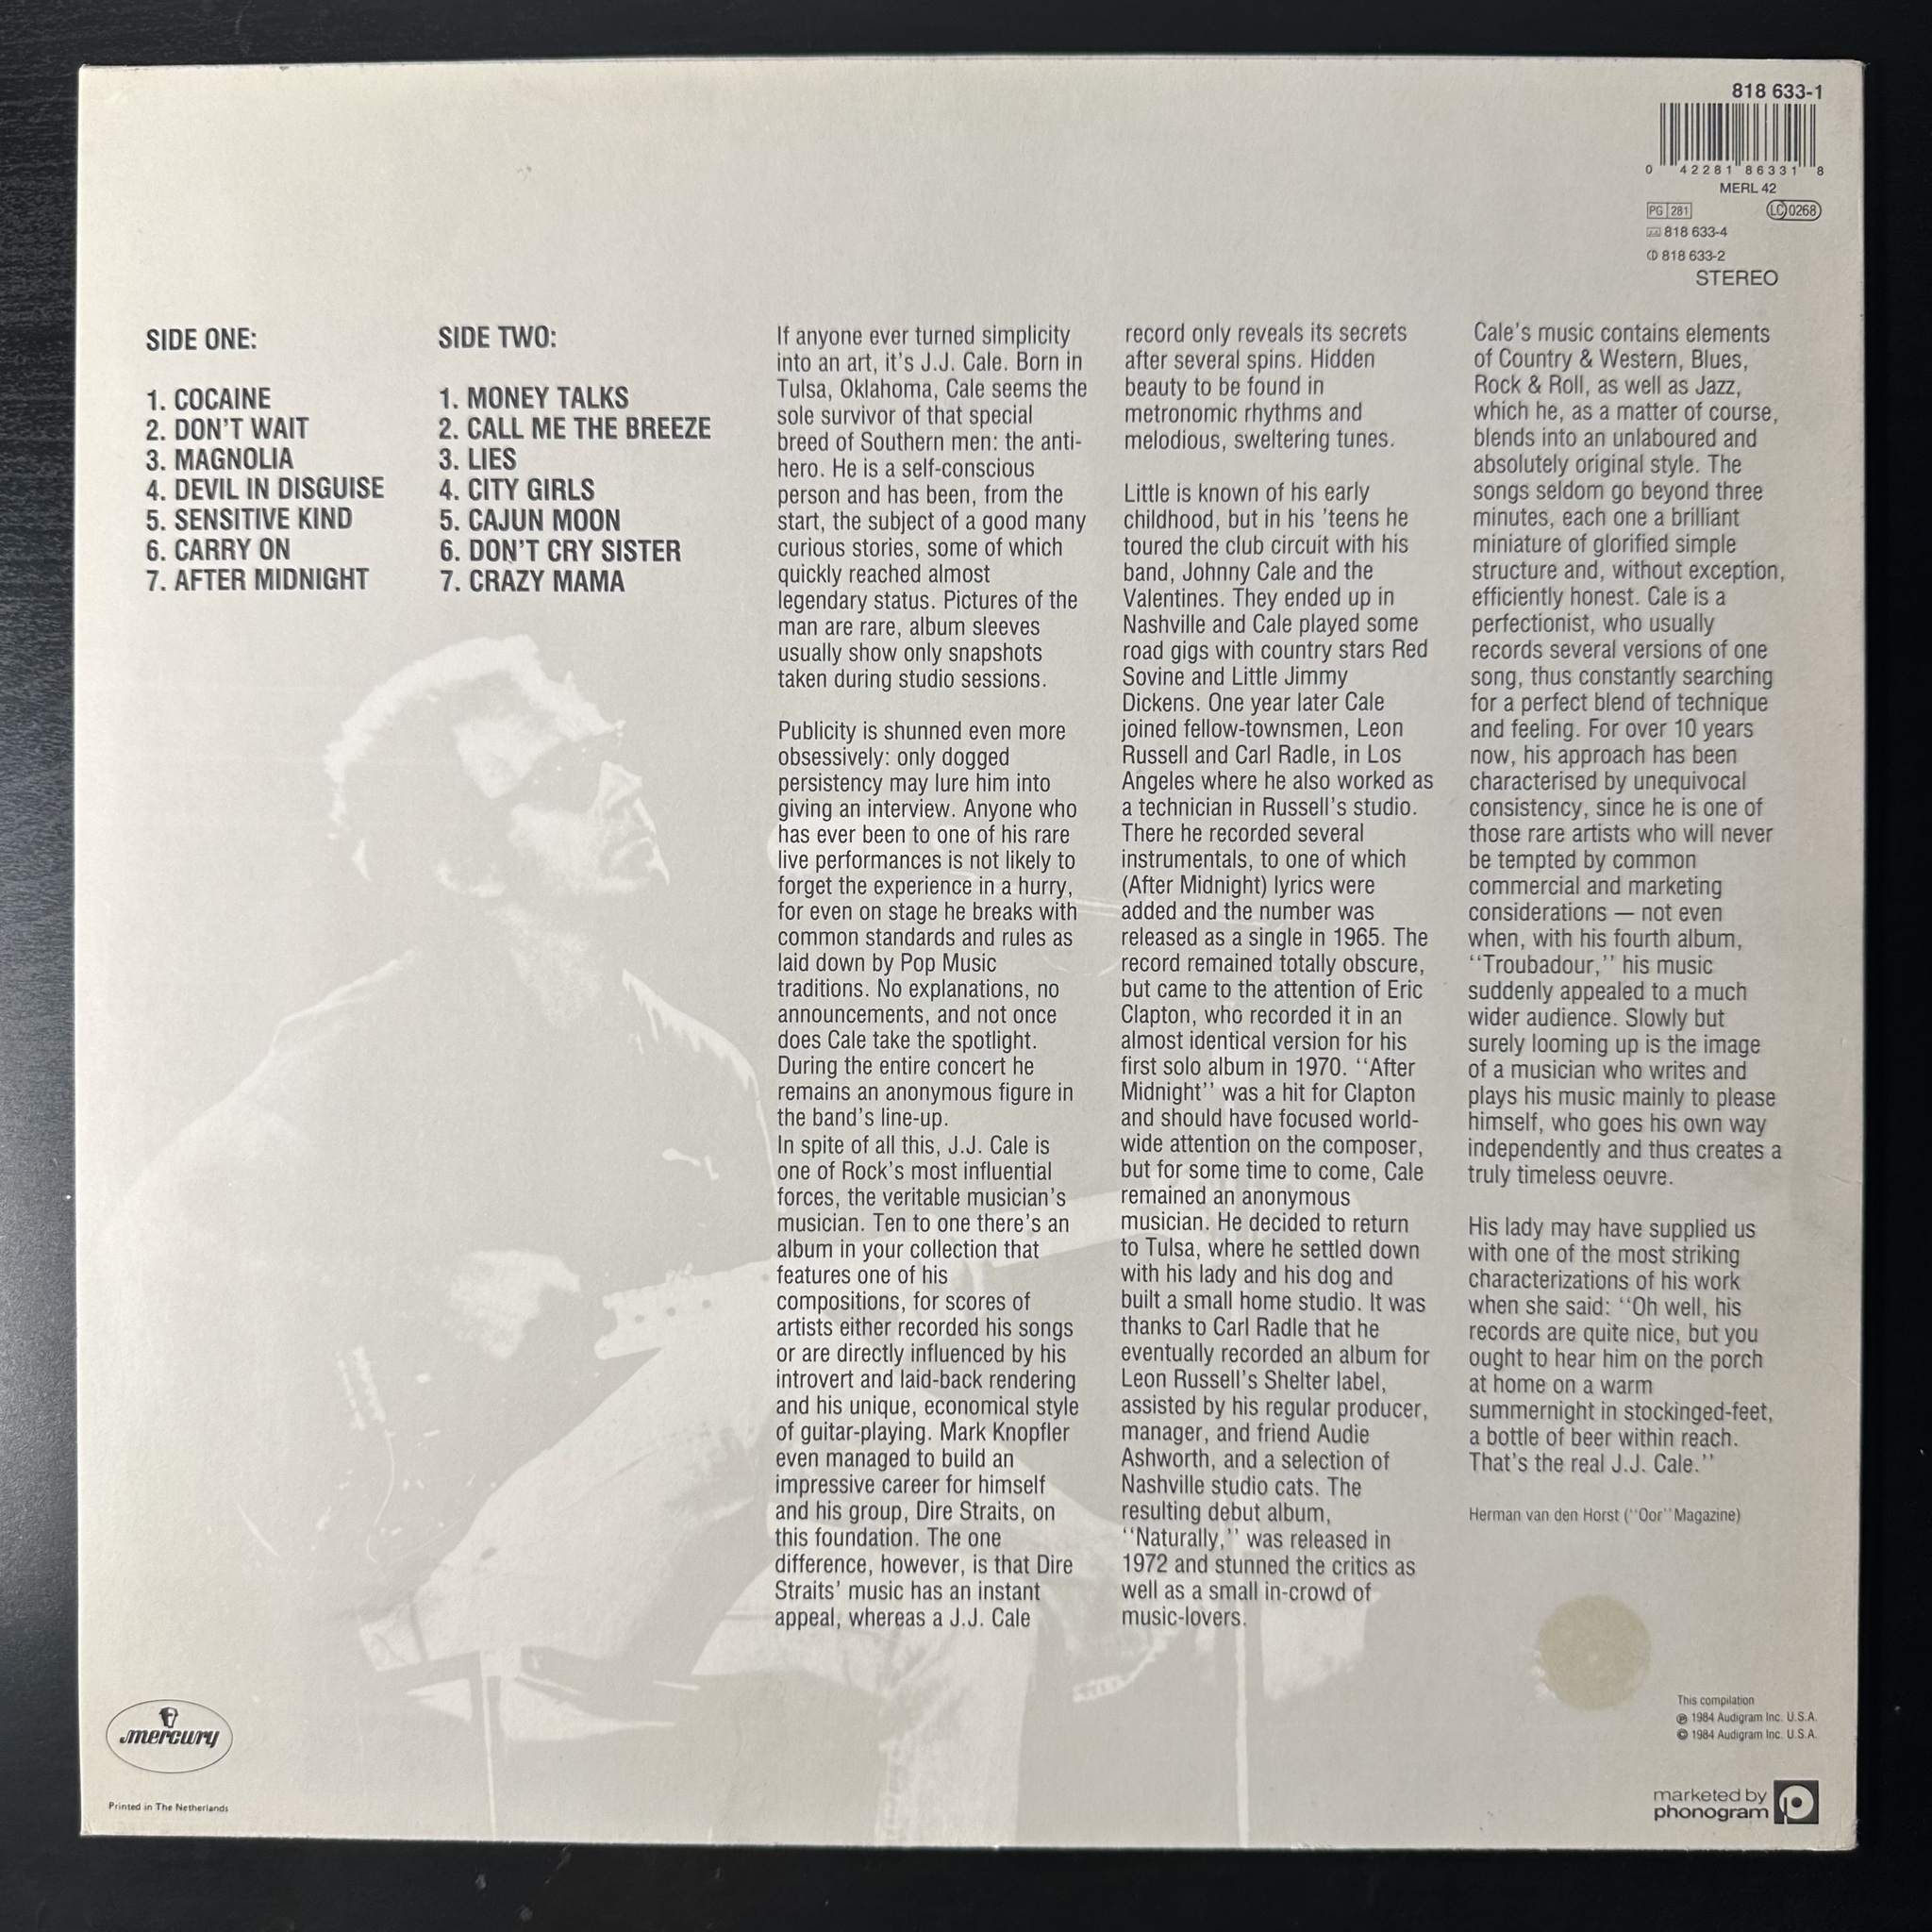 818 633-1
0 42281 86331 8
MERL 42
PG 281
LC 0268
818 633-4
CD 818 633-2
STEREO
SIDE ONE:
1. COCAINE
2. DON'T WAIT
3. MAGNOLIA
4. DEVIL IN DISGUISE
5. SENSITIVE KIND
6. CARRY ON
7. AFTER MIDNIGHT
SIDE TWO:
1. MONEY TALKS
2. CALL ME THE BREEZE
3. LIES
4. CITY GIRLS
5. CAJUN MOON
6. DON'T CRY SISTER
7. CRAZY MAMA
If anyone ever turned simplicity
into an art, it's J.J. Cale. Born in
Tulsa, Oklahoma, Cale seems the
sole survivor of that special
breed of Southern men: the anti-
hero. He is a self-conscious
person and has been, from the
start, the subject of a good many
curious stories, some of which
quickly reached almost
legendary status. Pictures of the
man are rare, album sleeves
usually show only snapshots
taken during studio sessions.
Publicity is shunned even more
obsessively: only dogged
persistency may lure him into
giving an interview. Anyone who
has ever been to one of his rare
live performances is not likely to
forget the experience in a hurry,
for even on stage he breaks with
common standards and rules as
laid down by Pop Music
traditions. No explanations, no
announcements, and not once
does Cale take the spotlight.
During the entire concert he
remains an anonymous figure in
the band's line-up.
In spite of all this, J.J. Cale is
one of Rock's most influential
forces, the veritable musician's
musician. Ten to one there's an
album in your collection that
features one of his
compositions, for scores of
artists either recorded his songs
or are directly influenced by his
introvert and laid-back rendering
and his unique, economical style
of guitar-playing. Mark Knopfler
even managed to build an
impressive career for himself
and his group, Dire Straits, on
this foundation. The one
difference, however, is that Dire
Straits' music has an instant
appeal, whereas a J.J. Cale
record only reveals its secrets
after several spins. Hidden
beauty to be found in
metronomic rhythms and
melodious, sweltering tunes.
Little is known of his early
childhood, but in his 'teens he
toured the club circuit with his
band, Johnny Cale and the
Valentines. They ended up in
Nashville and Cale played some
road gigs with country stars Red
Sovine and Little Jimmy
Dickens. One year later Cale
joined fellow-townsmen, Leon
Russell and Carl Radle, in Los
Angeles where he also worked as
a technician in Russell's studio.
There he recorded several
instrumentals, to one of which
(After Midnight) lyrics were
added and the number was
released as a single in 1965. The
record remained totally obscure,
but came to the attention of Eric
Clapton, who recorded it in an
almost identical version for his
first solo album in 1970. ''After
Midnight'' was a hit for Clapton
and should have focused world-
wide attention on the composer,
but for some time to come, Cale
remained an anonymous
musician. He decided to return
to Tulsa, where he settled down
with his lady and his dog and
built a small home studio. It was
thanks to Carl Radle that he
eventually recorded an album for
Leon Russell's Shelter label,
assisted by his regular producer,
manager, and friend Audie
Ashworth, and a selection of
Nashville studio cats. The
resulting debut album,
''Naturally,'' was released in
1972 and stunned the critics as
well as a small in-crowd of
music-lovers.
Cale's music contains elements
of Country & Western, Blues,
Rock & Roll, as well as Jazz,
which he, as a matter of course,
blends into an unlaboured and
absolutely original style. The
songs seldom go beyond three
minutes, each one a brilliant
miniature of glorified simple
structure and, without exception,
efficiently honest. Cale is a
perfectionist, who usually
records several versions of one
song, thus constantly searching
for a perfect blend of technique
and feeling. For over 10 years
now, his approach has been
characterised by unequivocal
consistency, since he is one of
those rare artists who will never
be tempted by common
commercial and marketing
considerations — not even
when, with his fourth album,
''Troubadour,'' his music
suddenly appealed to a much
wider audience. Slowly but
surely looming up is the image
of a musician who writes and
plays his music mainly to please
himself, who goes his own way
independently and thus creates a
truly timeless oeuvre.
His lady may have supplied us
with one of the most striking
characterizations of his work
when she said: ''Oh well, his
records are quite nice, but you
ought to hear him on the porch
at home on a warm
summernight in stockinged-feet,
a bottle of beer within reach.
That's the real J.J. Cale.''
Herman van den Horst (''Oor'' Magazine)
This compilation
℗ 1984 Audigram Inc. U.S.A.
© 1984 Audigram Inc. U.S.A.
mercury
Printed in The Netherlands
marketed by
phonogram